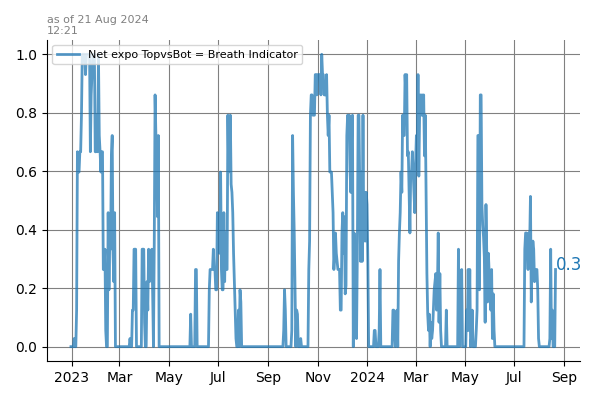 as of 21 Aug 2024
12:21
Net expo TopvsBot = Breath Indicator
1.0
0.8
0.6
0.4
0.2
0.0
0.3
2023 Mar May Jul Sep Nov 2024 Mar May Jul Sep